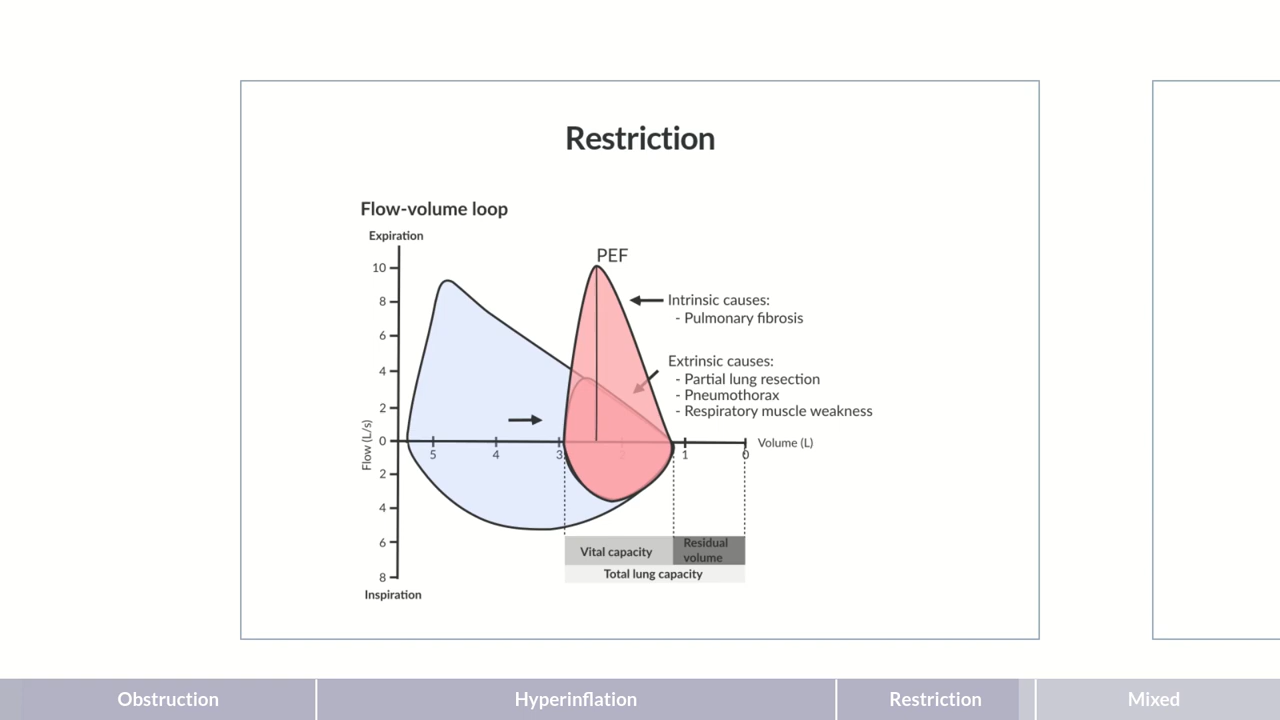 Restriction
Flow-volume loop
Expiration
PEF
10
8
6
4
2
0
2
4
6
8
Flow (L/s)
Intrinsic causes:
- Pulmonary fibrosis
Extrinsic causes:
- Partial lung resection
- Pneumothorax
- Respiratory muscle weakness
5 4 3 2 1 0
Volume (L)
Vital capacity
Residual
volume
Total lung capacity
Inspiration
Obstruction Hyperinflation Restriction Mixed